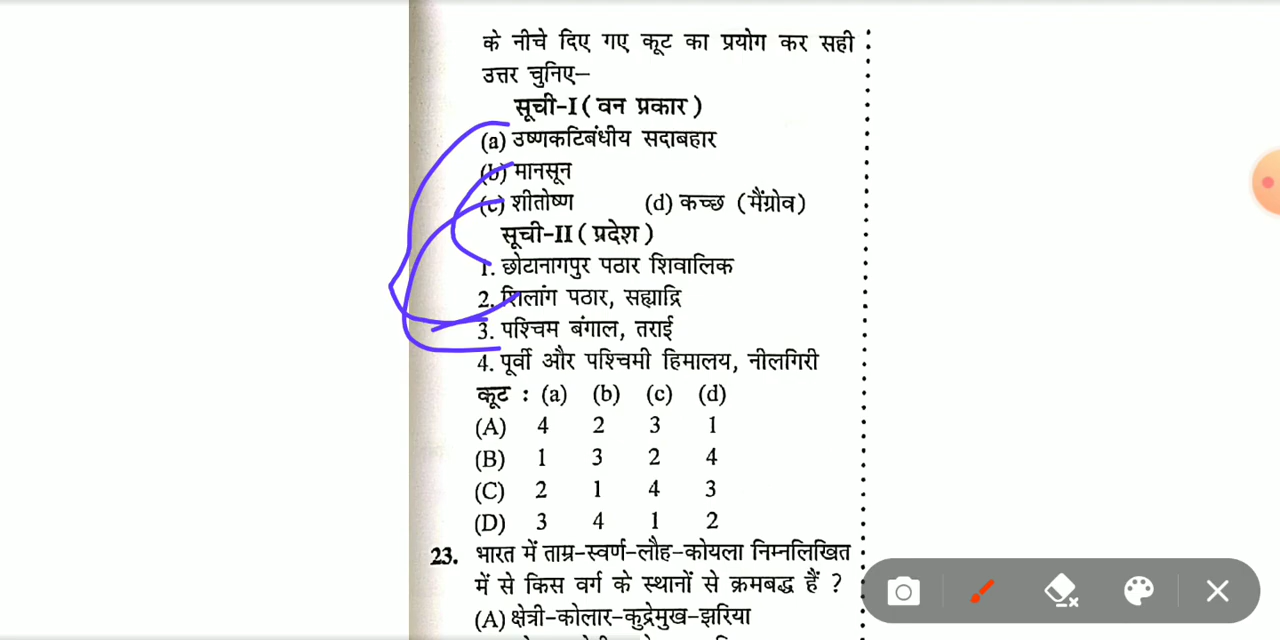 के नीचे दिए गए कूट का प्रयोग कर सही
उत्तर चुनिए–
सूची-I ( वन प्रकार )
(a) उष्णकटिबंधीय सदाबहार
(b) मानसून
(c) शीतोष्ण (d) कच्छ (मैंग्रोव)
सूची-II ( प्रदेश )
1. छोटानागपुर पठार शिवालिक
2. शिलांग पठार, सह्याद्रि
3. पश्चिम बंगाल, तराई
4. पूर्वी और पश्चिमी हिमालय, नीलगिरी
कूट : (a) (b) (c) (d)
(A) 4 2 3 1
(B) 1 3 2 4
(C) 2 1 4 3
(D) 3 4 1 2
23. भारत में ताम्र-स्वर्ण-लौह-कोयला निम्नलिखित
में से किस वर्ग के स्थानों से क्रमबद्ध हैं ?
(A) क्षेत्री-कोलार-कुद्रेमुख-झरिया